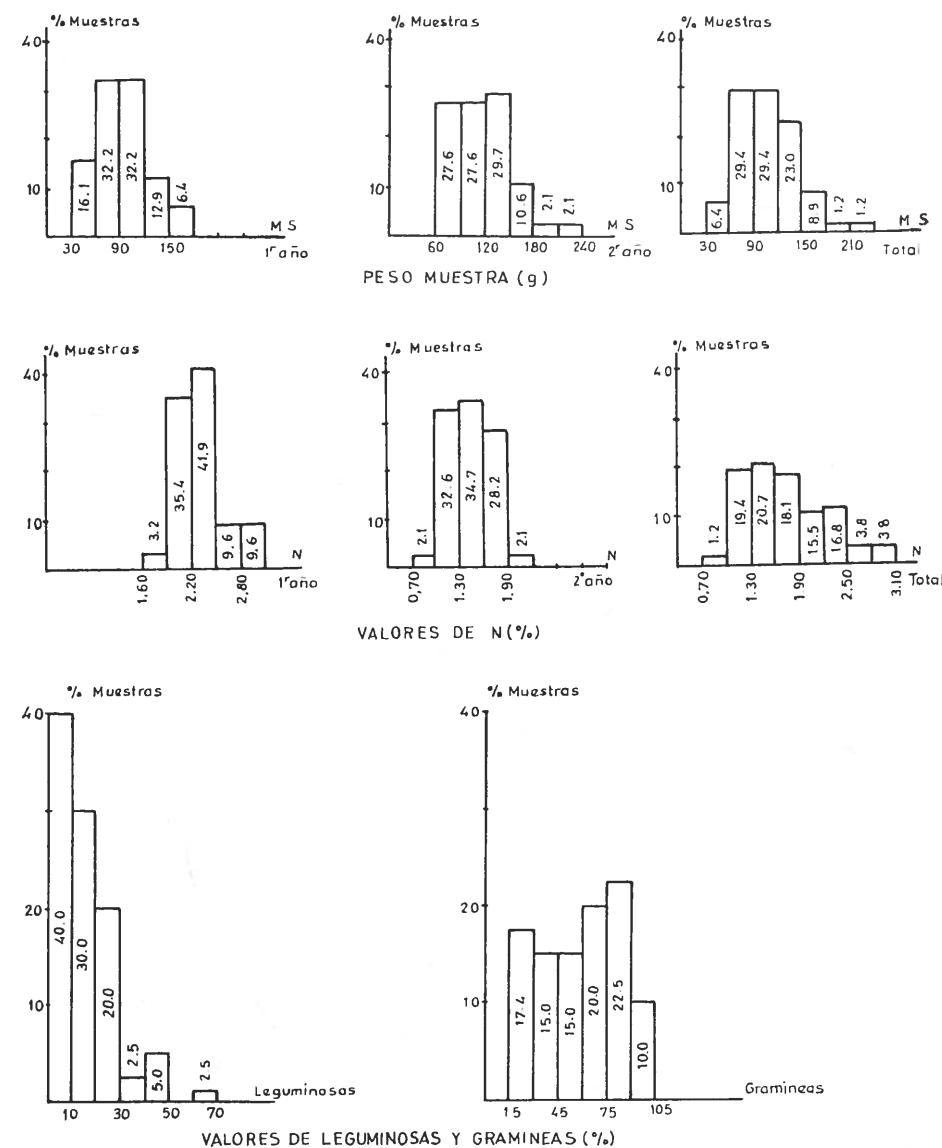 % Muestras
40
10
16.1
32.2
32.2
12.9
6.4
M S
30 90 150
1er año
% Muestras
40
10
27.6
27.6
29.7
10.6
2.1
2.1
M S
60 120 180 240
2º año
% Muestras
40
10
6.4
29.4
29.4
23.0
8.9
1.2
1.2
M S
30 90 150 210
Total
PESO MUESTRA (g)
% Muestras
40
10
3.2
35.4
41.9
9.6
9.6
N
1.60 2.20 2.80
1er año
% Muestras
40
10
2.1
32.6
34.7
28.2
2.1
N
0,70 1.30 1.90
2º año
% Muestras
40
10
1.2
19.4
20.7
18.1
15.5
16.8
3.8
3.8
N
0,70 1.30 1.90 2.50 3.10
Total
VALORES DE N (%)
% Muestras
40
20
10
40.0
30.0
20.0
2.5
5.0
2.5
Leguminosas
10 30 50 70
% Muestras
40
20
10
17.4
15.0
15.0
20.0
22.5
10.0
Gramineas
15 45 75 105
VALORES DE LEGUMINOSAS Y GRAMINEAS (%)